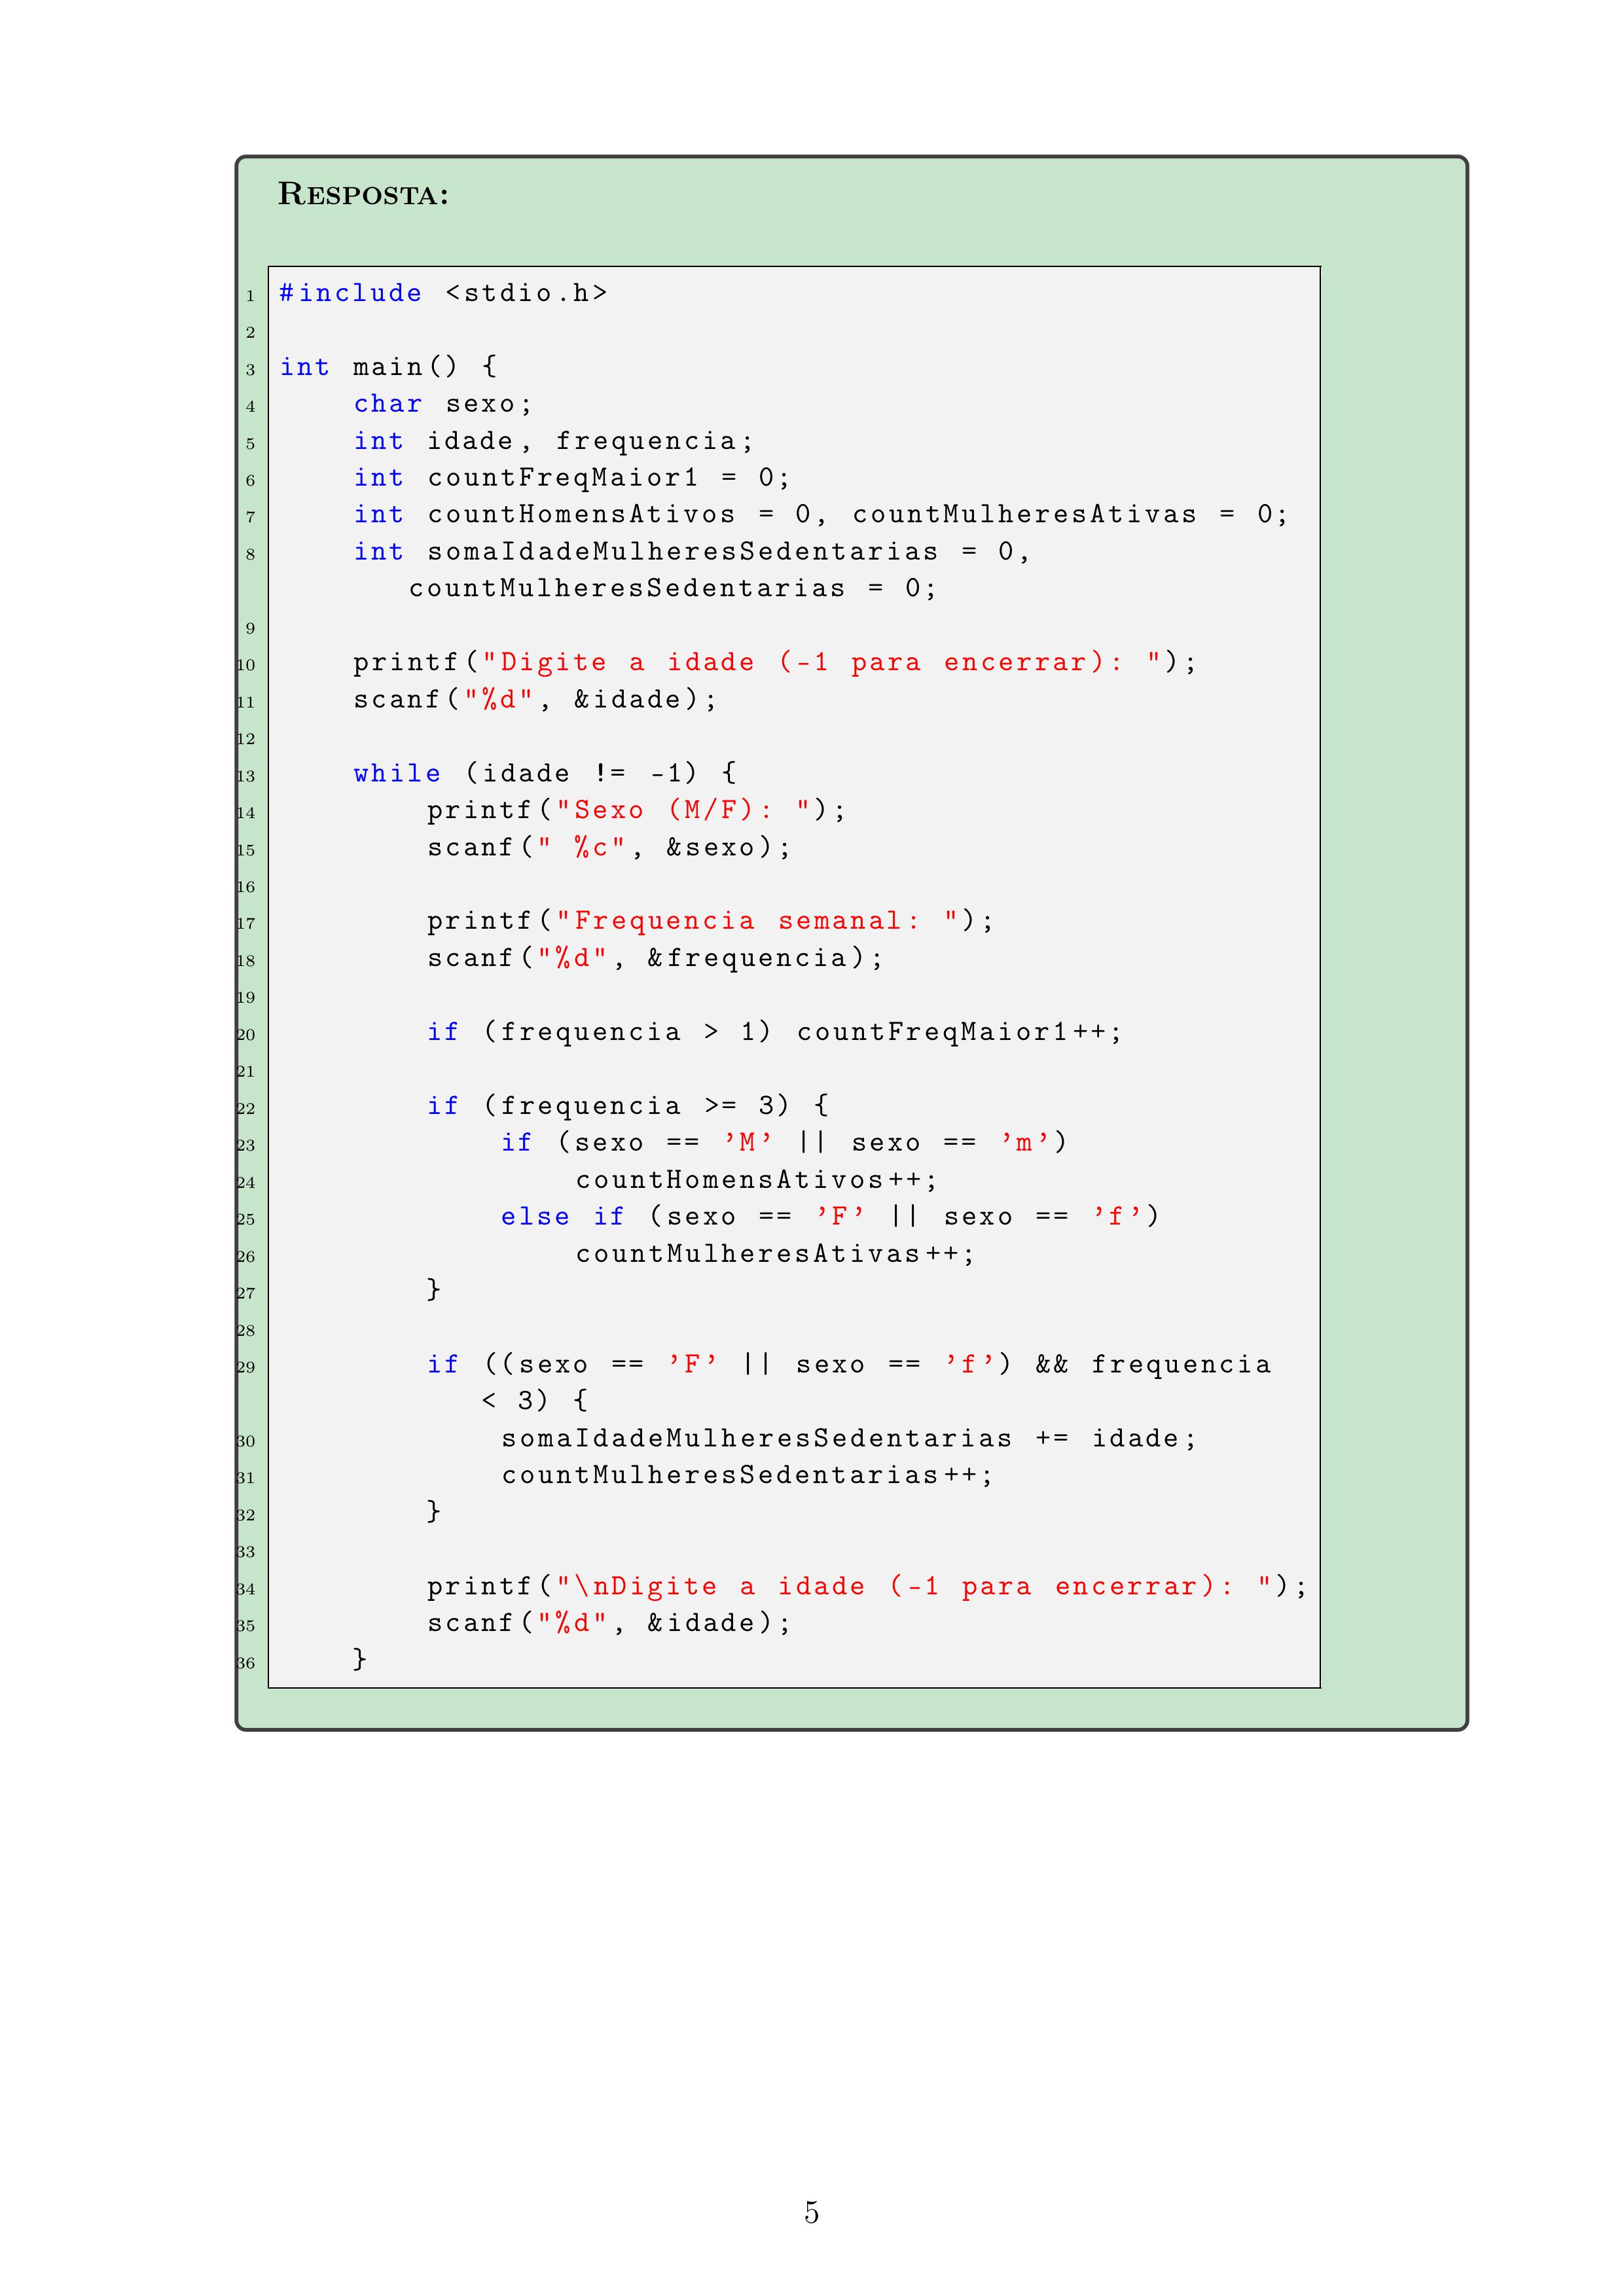 RESPOSTA:
1 #include <stdio.h>
2
3 int main() {
4     char sexo;
5     int idade, frequencia;
6     int countFreqMaior1 = 0;
7     int countHomensAtivos = 0, countMulheresAtivas = 0;
8     int somaIdadeMulheresSedentarias = 0,
       countMulheresSedentarias = 0;
9
10     printf("Digite a idade (-1 para encerrar): ");
11     scanf("%d", &idade);
12
13     while (idade != -1) {
14         printf("Sexo (M/F): ");
15         scanf(" %c", &sexo);
16
17         printf("Frequencia semanal: ");
18         scanf("%d", &frequencia);
19
20         if (frequencia > 1) countFreqMaior1++;
21
22         if (frequencia >= 3) {
23             if (sexo == 'M' || sexo == 'm')
24                 countHomensAtivos++;
25             else if (sexo == 'F' || sexo == 'f')
26                 countMulheresAtivas++;
27         }
28
29         if ((sexo == 'F' || sexo == 'f') && frequencia
           < 3) {
30             somaIdadeMulheresSedentarias += idade;
31             countMulheresSedentarias++;
32         }
33
34         printf("\nDigite a idade (-1 para encerrar): ");
35         scanf("%d", &idade);
36     }
5